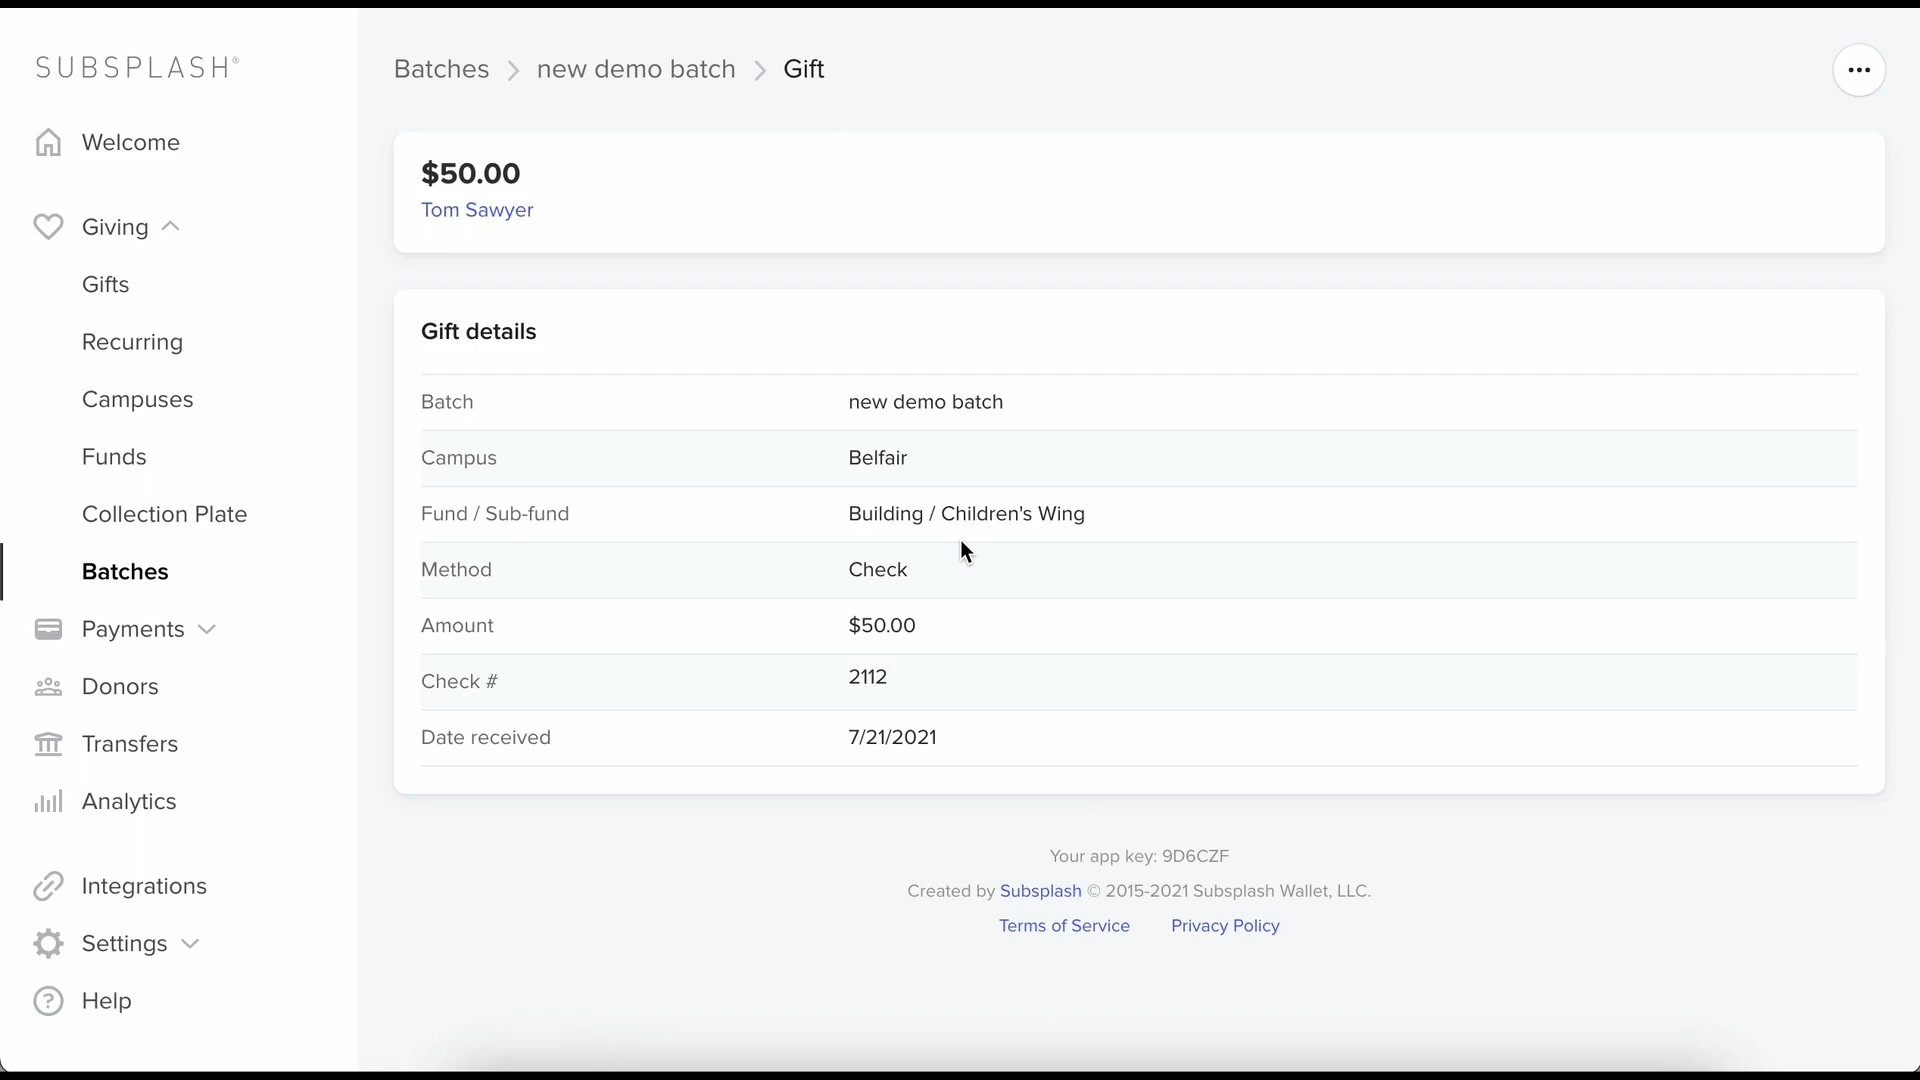 SUBSPLASH®
Welcome
Giving
Gifts
Recurring
Campuses
Funds
Collection Plate
Batches
Payments
Donors
Transfers
Analytics
Integrations
Settings
Help
Batches > new demo batch > Gift
$50.00
Tom Sawyer
Gift details
Batch new demo batch
Campus Belfair
Fund / Sub-fund Building / Children's Wing
Method Check
Amount $50.00
Check # 2112
Date received 7/21/2021
Your app key: 9D6CZF
Created by Subsplash © 2015-2021 Subsplash Wallet, LLC.
Terms of Service Privacy Policy